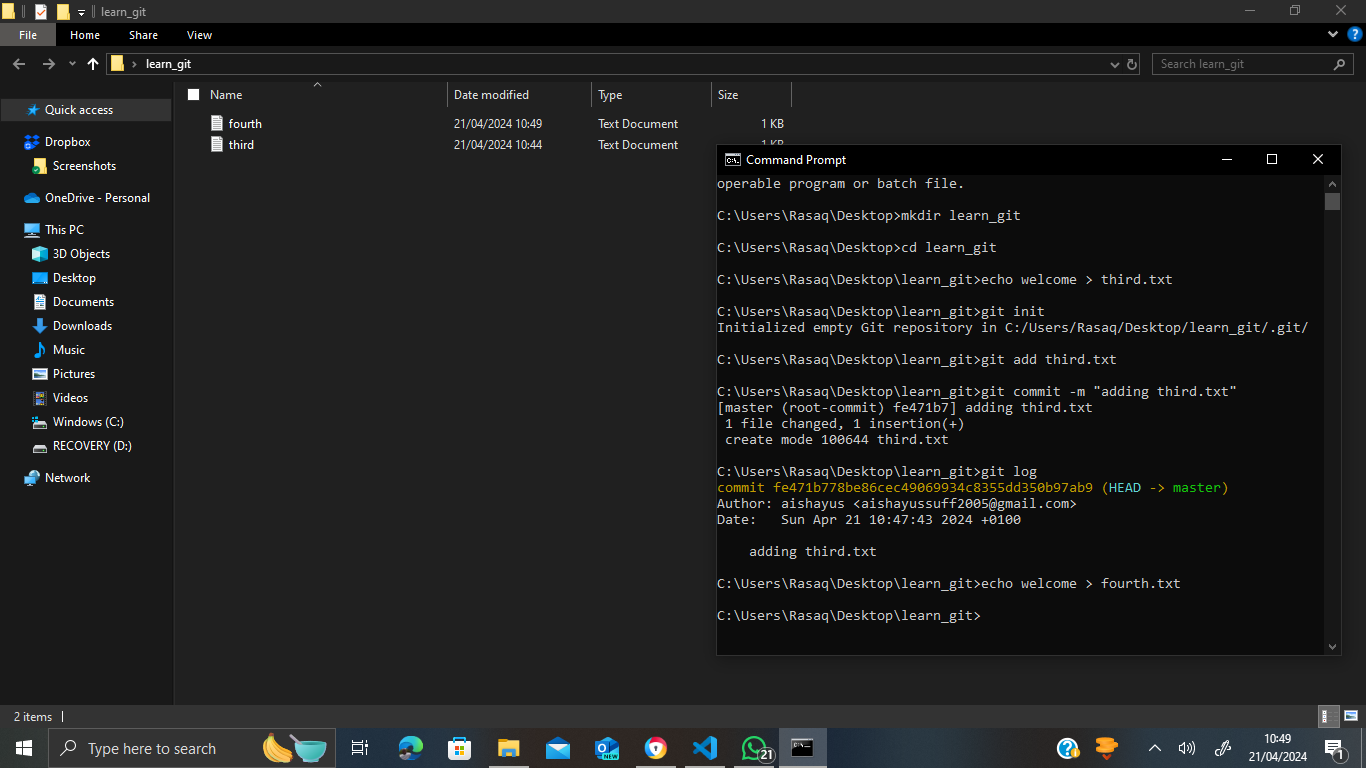 learn_git
File Home Share View
learn_git
Search learn_git
Name Date modified Type Size
fourth 21/04/2024 10:49 Text Document 1 KB
third 21/04/2024 10:44 Text Document 1 KB
Quick access
Dropbox
Screenshots
OneDrive - Personal
This PC
3D Objects
Desktop
Documents
Downloads
Music
Pictures
Videos
Windows (C:)
RECOVERY (D:)
Network
Command Prompt
operable program or batch file.
C:\Users\Rasaq\Desktop>mkdir learn_git
C:\Users\Rasaq\Desktop>cd learn_git
C:\Users\Rasaq\Desktop\learn_git>echo welcome > third.txt
C:\Users\Rasaq\Desktop\learn_git>git init
Initialized empty Git repository in C:/Users/Rasaq/Desktop/learn_git/.git/
C:\Users\Rasaq\Desktop\learn_git>git add third.txt
C:\Users\Rasaq\Desktop\learn_git>git commit -m "adding third.txt"
[master (root-commit) fe471b7] adding third.txt
1 file changed, 1 insertion(+)
create mode 100644 third.txt
C:\Users\Rasaq\Desktop\learn_git>git log
commit fe471b778be86cec49069934c8355dd350b97ab9 (HEAD -> master)
Author: aishayus <aishayussuff2005@gmail.com>
Date:   Sun Apr 21 10:47:43 2024 +0100
adding third.txt
C:\Users\Rasaq\Desktop\learn_git>echo welcome > fourth.txt
C:\Users\Rasaq\Desktop\learn_git>
2 items
Type here to search
NEW
21
10:49
21/04/2024
1